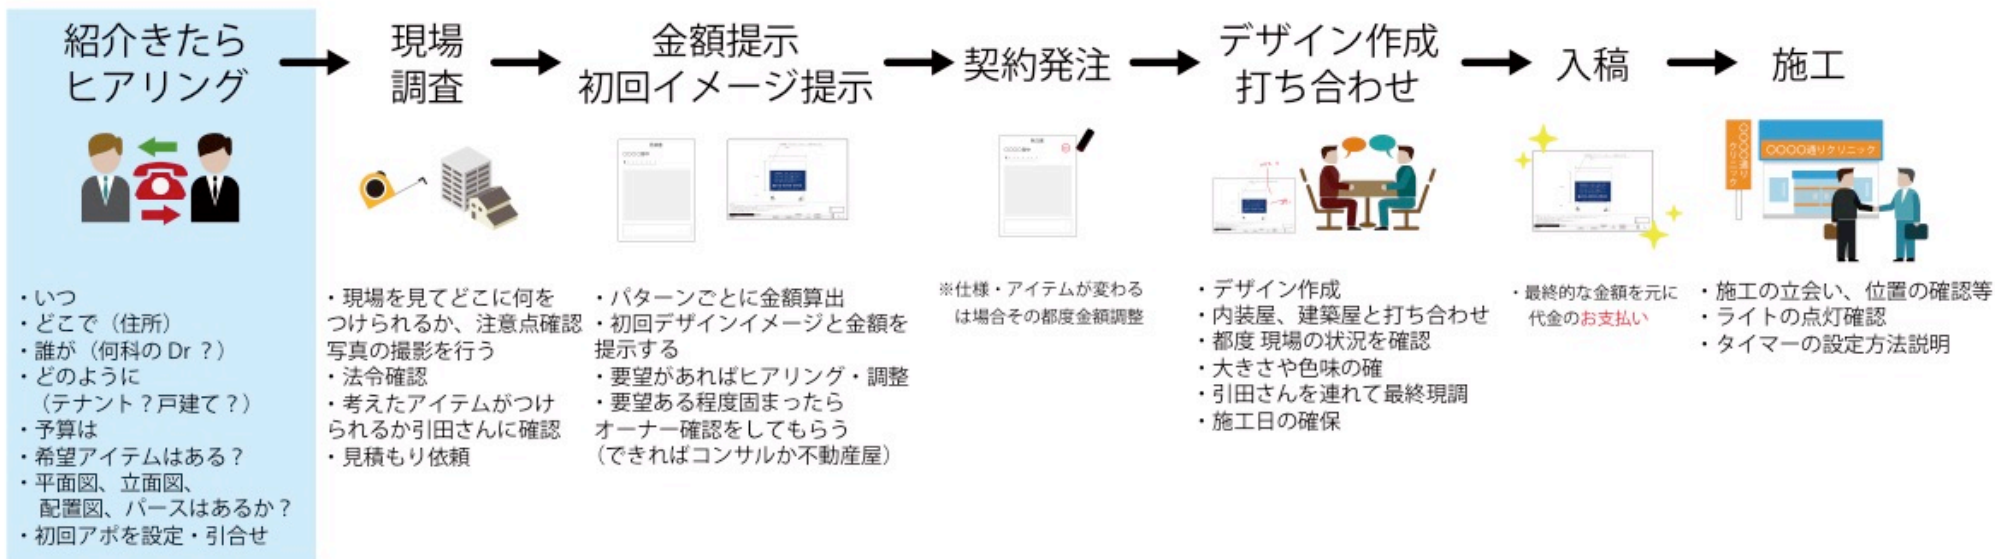 紹介きたら
ヒアリング
・いつ
・どこで（住所）
・誰が（何科の Dr ？）
・どのように
（テナント？戸建て？）
・予算は
・希望アイテムはある？
・平面図、立面図、
配置図、パースはあるか？
・初回アポを設定・引合せ
現場
調査
・現場を見てどこに何を
つけられるか、注意点確認
写真の撮影を行う
・法令確認
・考えたアイテムがつけ
られるか引田さんに確認
・見積もり依頼
金額提示
初回イメージ提示
・パターンごとに金額算出
・初回デザインイメージと金額を
提示する
・要望があればヒアリング・調整
・要望ある程度固まったら
オーナー確認をしてもらう
（できればコンサルか不動産屋）
契約発注
※仕様・アイテムが変わる
は場合その都度金額調整
デザイン作成
打ち合わせ
・デザイン作成
・内装屋、建築屋と打ち合わせ
・都度 現場の状況を確認
・大きさや色味の確
・引田さんを連れて最終現調
・施工日の確保
入稿
・最終的な金額を元に
代金のお支払い
施工
〇〇〇〇通り
クリニック
〇〇〇〇通りクリニック
・施工の立会い、位置の確認等
・ライトの点灯確認
・タイマーの設定方法説明